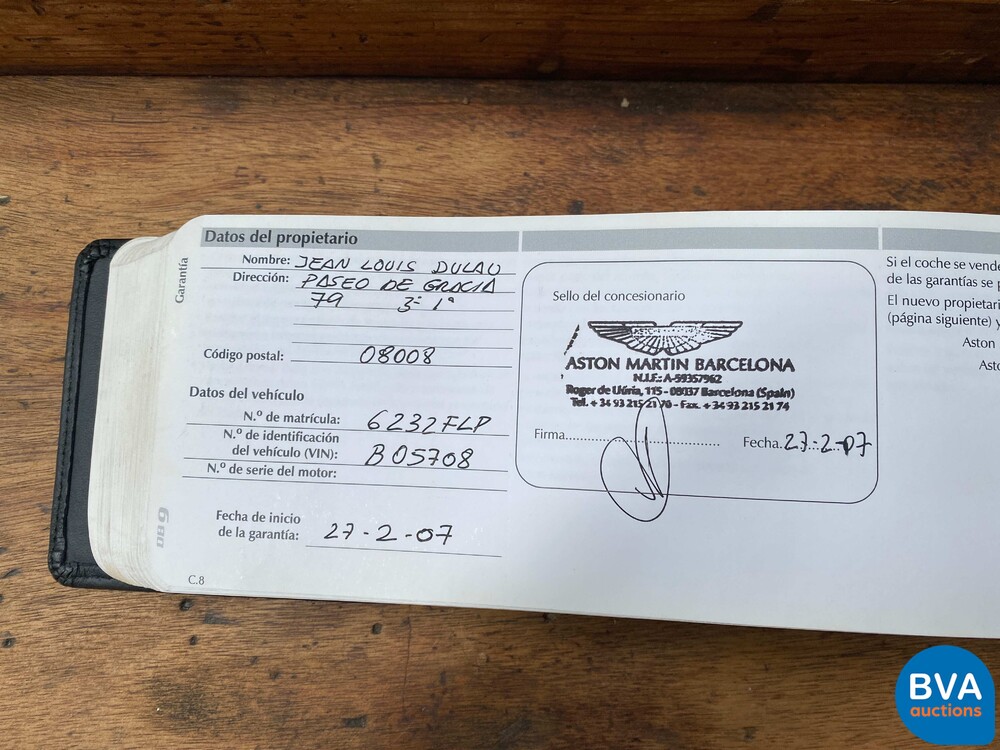 Datos del propietario
Garantía
Nombre: JEAN LOUIS DULAU
Dirección: PASEO DE GRACIA
79 3º 1ª
Código postal: 08008
Datos del vehículo
N.º de matrícula: 6232FLP
N.º de identificación
del vehículo (VIN): B05708
N.º de serie del motor:
Fecha de inicio
de la garantía: 27-2-07
DB9
C.8
Sello del concesionario
ASTON MARTIN BARCELONA
N.I.F.: A-59357962
Roger de Llúria, 115 - 08037 Barcelona (Spain)
Tel. + 34 93 215 21 70 - Fax. + 34 93 215 21 74
Firma............................................ Fecha.27-2-07
Si el coche se vende
de las garantías se
El nuevo propietari
(página siguiente) y
Aston
Asto
BVA
auctions